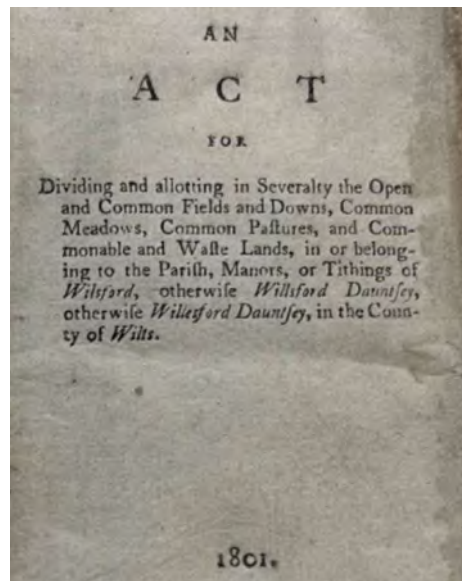 AN
ACT
FOR
Dividing and allotting in Severalty the Open
and Common Fields and Downs, Common
Meadows, Common Paſtures, and Com-
monable and Waſte Lands, in or belong-
ing to the Pariſh, Manors, or Tithings of
Wilsford, otherwiſe Willsford Dauntſey,
otherwiſe Willesford Dauntſey, in the Coun-
ty of Wilts.
1801.